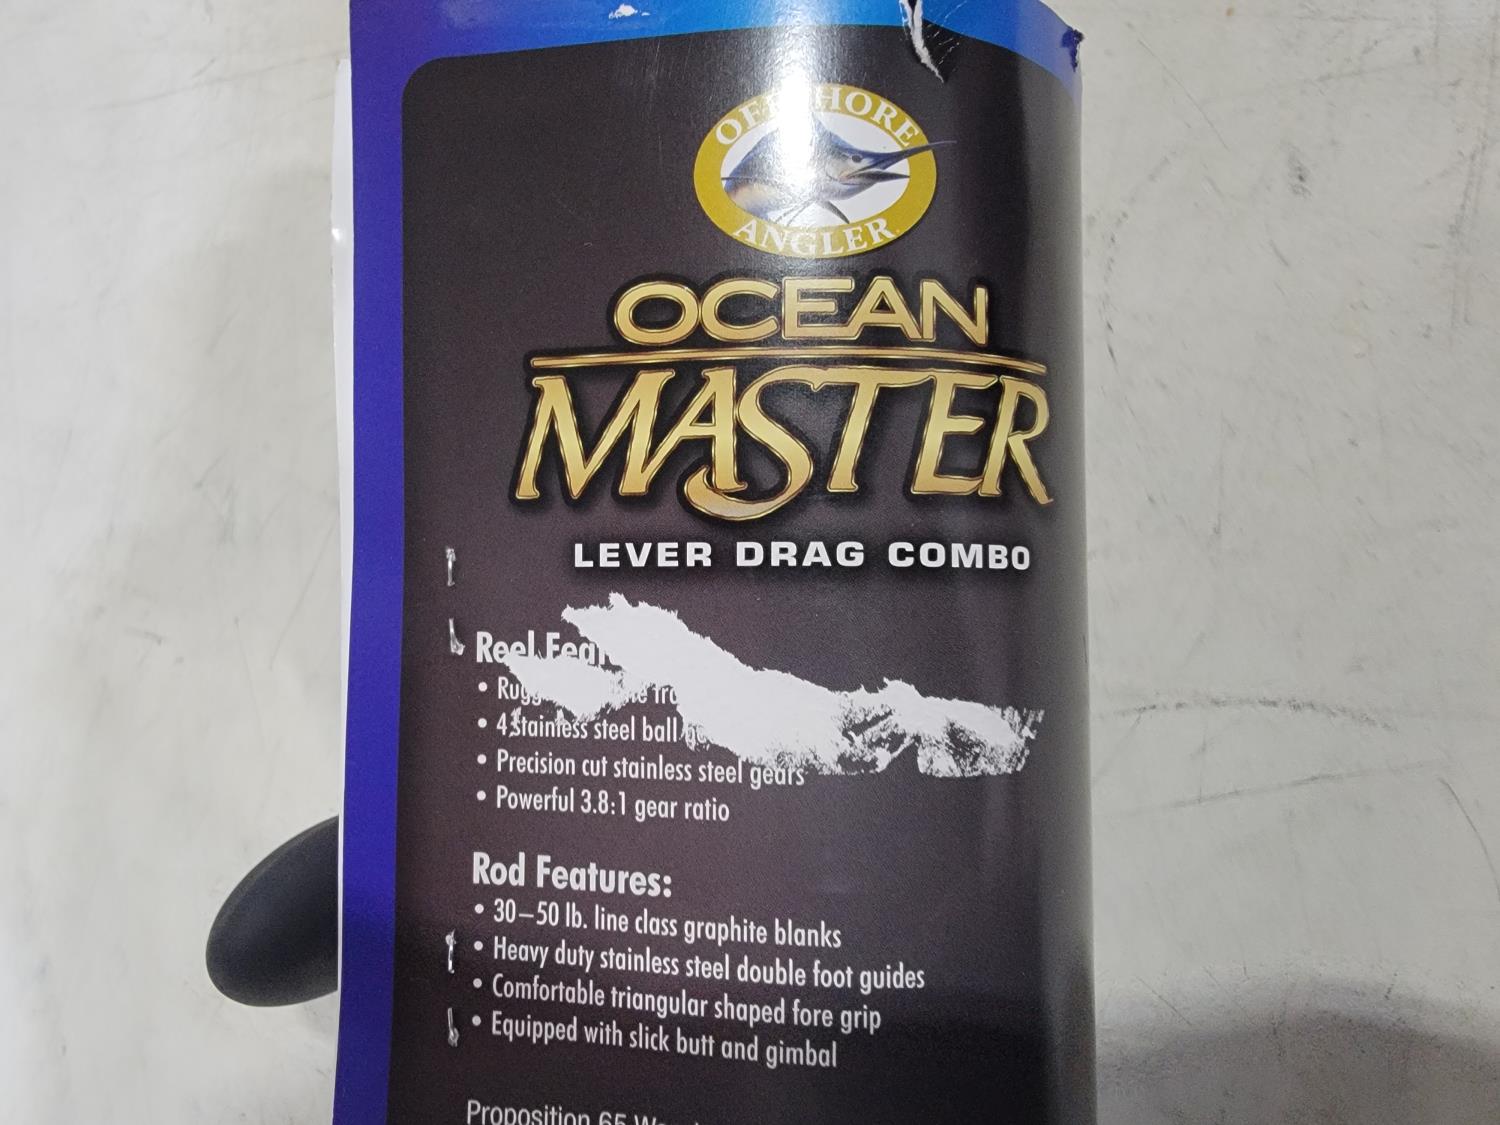 OFFSHORE
ANGLER
OCEAN
MASTER
LEVER DRAG COMBO
Reel
• 4 Stainless steel ball
• Precision cut stainless steel gears
• Powerful 3.8:1 gear ratio
Rod Features:
• 30–50 lb. line class graphite blanks
• Heavy duty stainless steel double foot guides
• Comfortable triangular shaped fore grip
• Equipped with slick butt and gimbal
Proposition 65